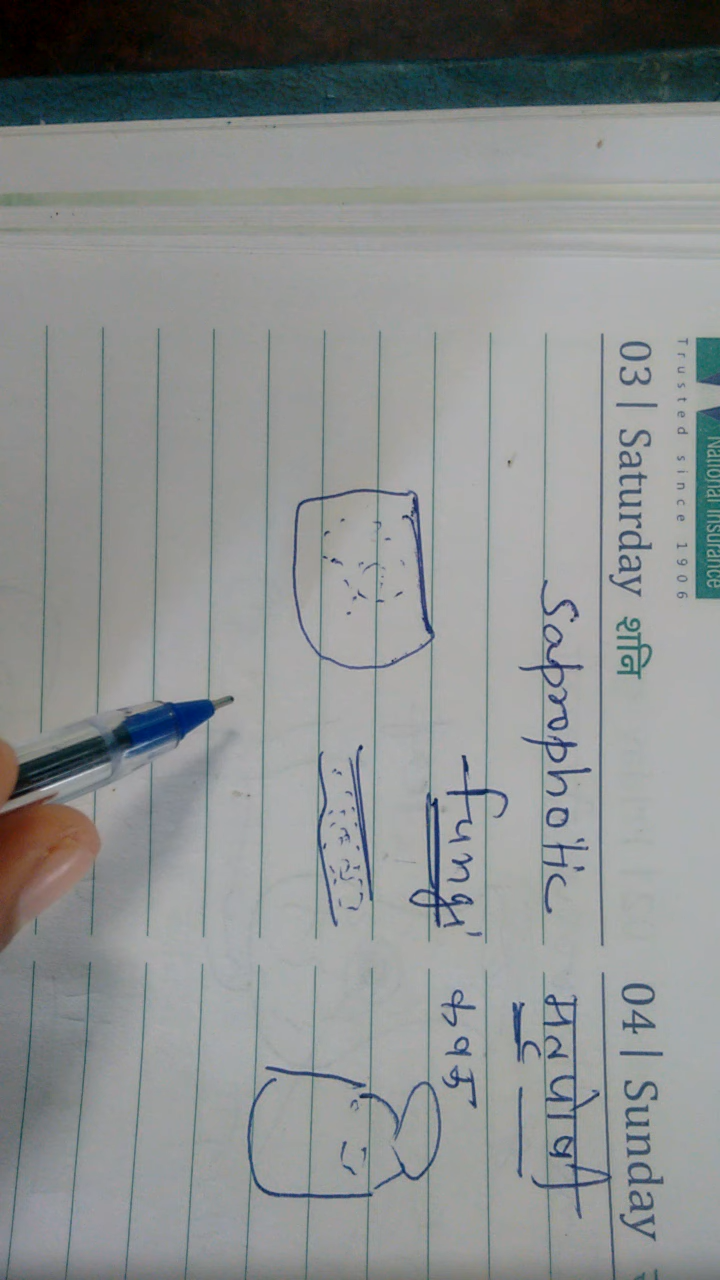 National Insurance
Trusted since 1906
03 | Saturday शनि 04 | Sunday
Saprophotic मृतपोषी
fungi कवक